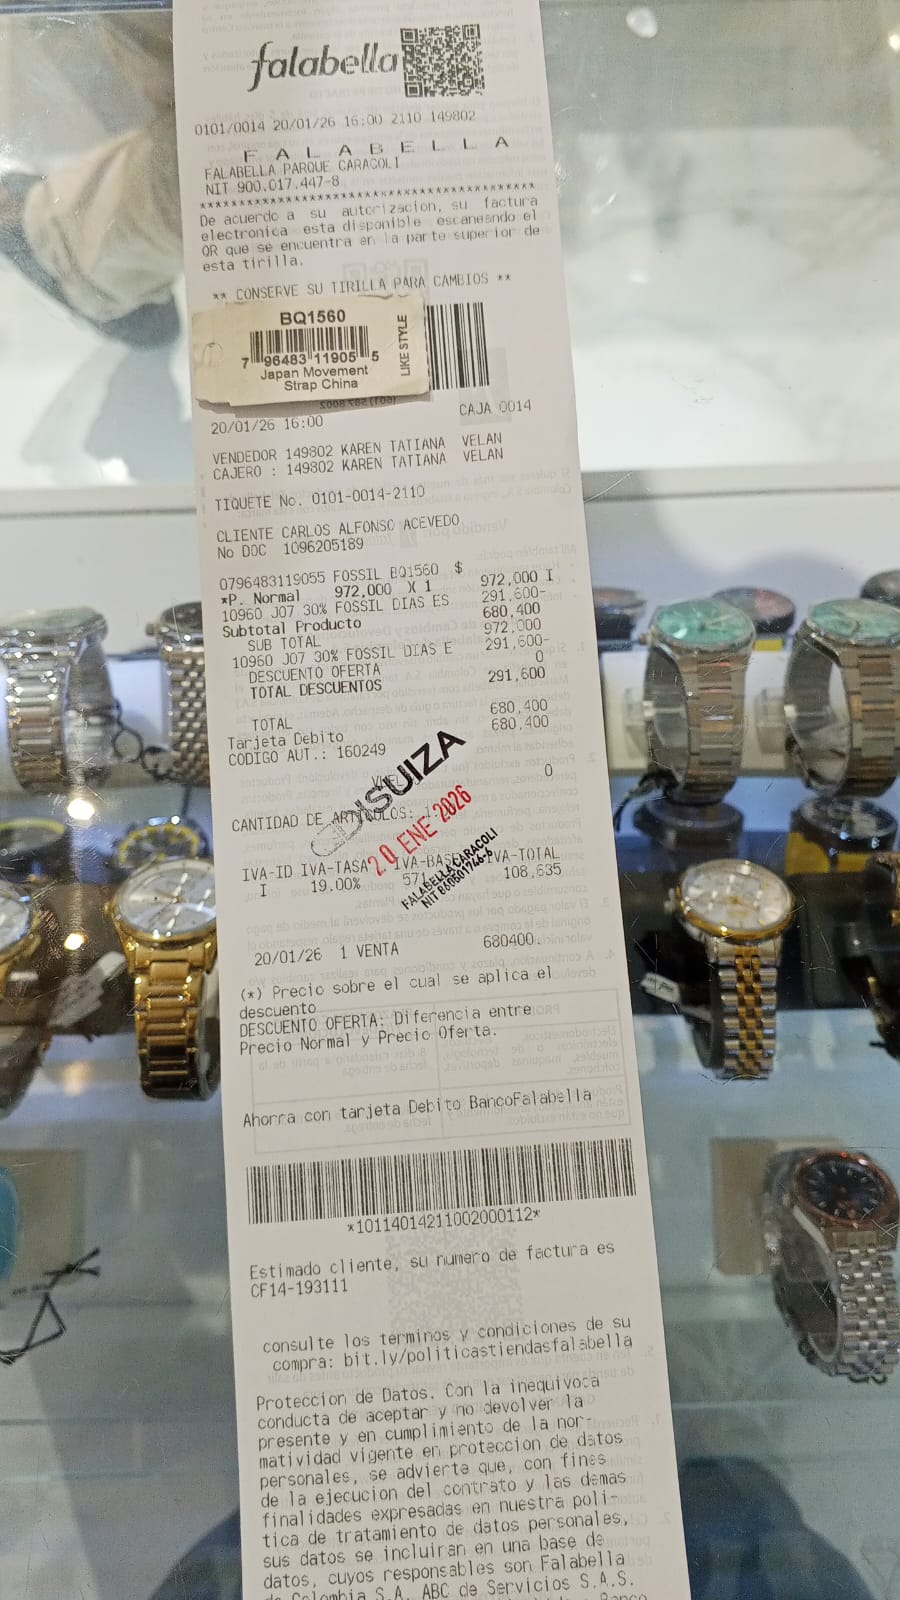 falabella
0101/0014 20/01/26 16:00 2110 149802
F A L A B E L L A
FALABELLA PARQUE CARACOLI
NIT 900.017.447-8
****************************************
De acuerdo a su autorizacion, su factura
electronica esta disponible escaneando el
QR que se encuentra en la parte superior de
esta tirilla.
** CONSERVE SU TIRILLA PARA CAMBIOS **
BQ1560
7 96483 11905 5
Japan Movement
Strap China
LIKE STYLE
20/01/26 16:00 CAJA 0014
VENDEDOR 149802 KAREN TATIANA VELAN
CAJERO : 149802 KAREN TATIANA VELAN
TIQUETE No. 0101-0014-2110
CLIENTE CARLOS ALFONSO ACEVEDO
No DOC 1096205189
0796483119055 FOSSIL BQ1560 $ 972,000 I
*P. Normal 972,000 X 1
10960 J07 30% FOSSIL DIAS ES 291,600-
Subtotal Producto 680,400
SUB TOTAL 972,000
10960 J07 30% FOSSIL DIAS E 291,600-
DESCUENTO OFERTA 0
TOTAL DESCUENTOS 291,600
TOTAL 680,400
Tarjeta Debito 680,400
CODIGO AUT.: 160249
0
SUIZA
20 ENE 2026
FALABELLA CARACOLI
CANTIDAD DE ARTICULOS:
IVA-ID IVA-TASA IVA-BASE IVA-TOTAL
I 19.00% 571 108,635
20/01/26 1 VENTA 680400.
(*) Precio sobre el cual se aplica el
descuento
DESCUENTO OFERTA: Diferencia entre
Precio Normal y Precio Oferta.
Ahorra con tarjeta Debito BancoFalabella
*10114014211002000112*
Estimado cliente, su numero de factura es
CF14-193111
consulte los terminos y condiciones de su
compra: bit.ly/politicastiendasfalabella
Proteccion de Datos. Con la inequivoca
conducta de aceptar y no devolver la
presente y en cumplimiento de la nor-
matividad vigente en proteccion de datos
personales, se advierte que, con fines
de la ejecucion del contrato y las demas
finalidades expresadas en nuestra poli-
tica de tratamiento de datos personales,
sus datos se incluiran en una base de
datos, cuyos responsables son Falabella
de Colombia S.A. ABC de Servicios S.A.S.
Banco